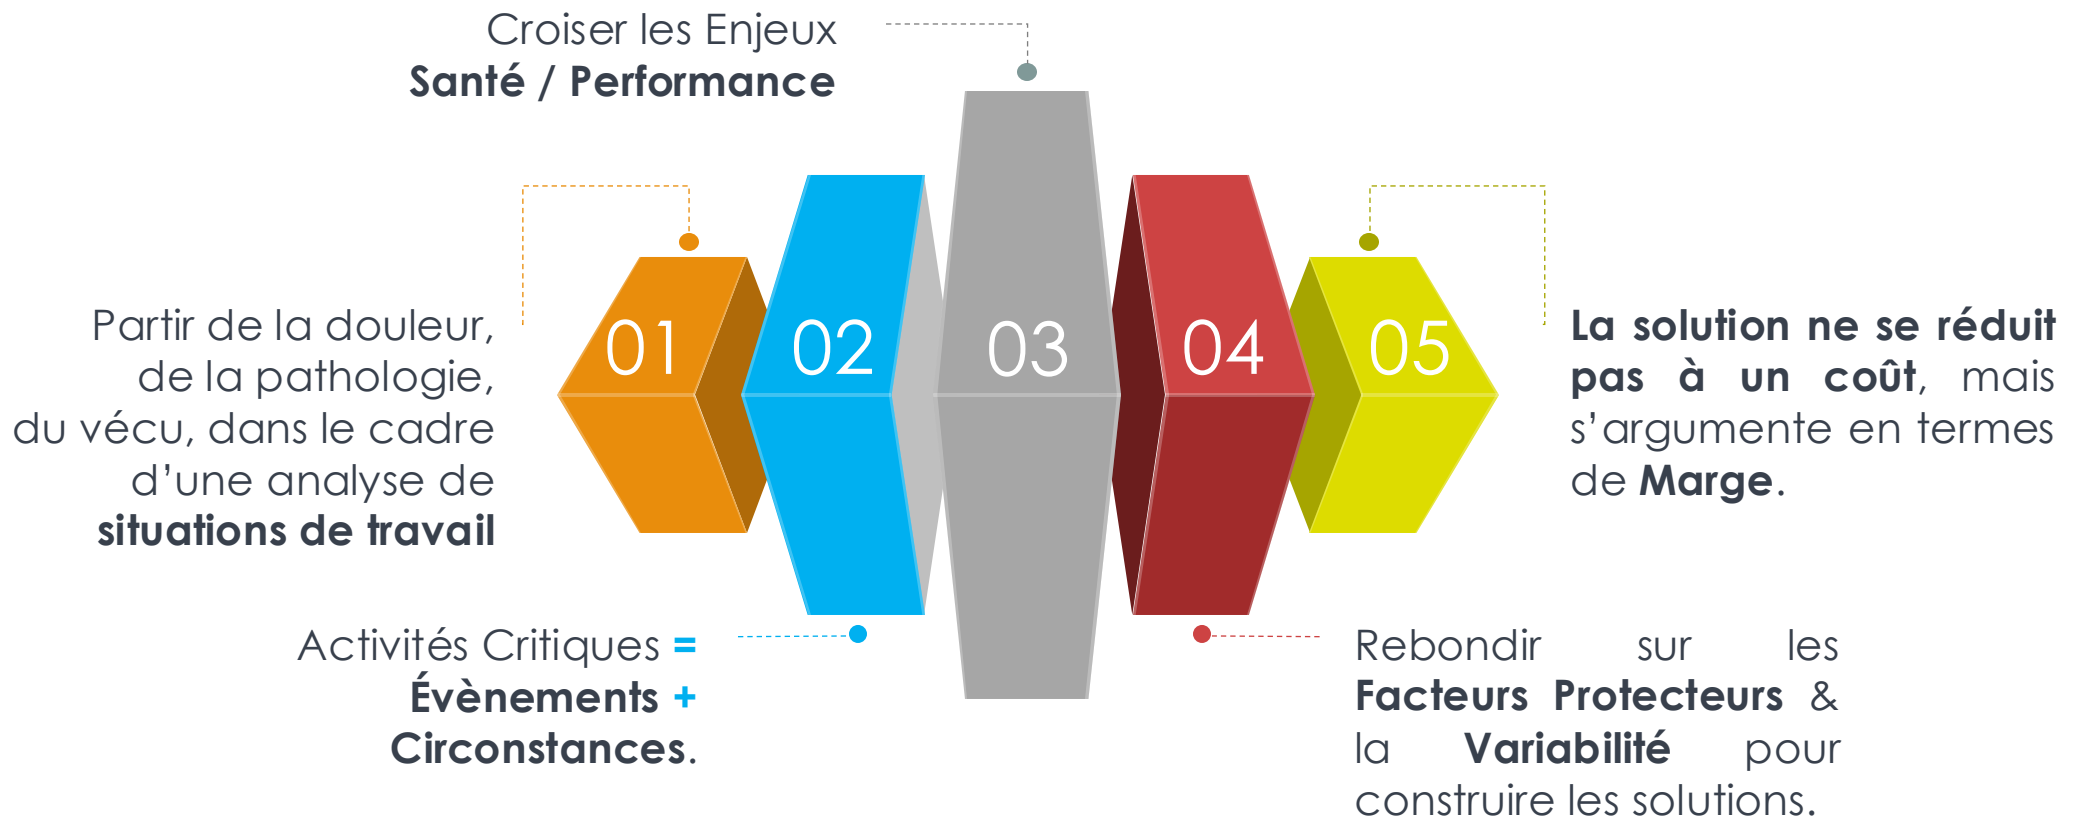 Croiser les Enjeux
Santé / Performance
01
02
03
04
05
Partir de la douleur,
de la pathologie,
du vécu, dans le cadre
d’une analyse de
situations de travail
La solution ne se réduit
pas à un coût, mais
s’argumente en termes
de Marge.
Activités Critiques =
Évènements +
Circonstances.
Rebondir sur les
Facteurs Protecteurs &
la Variabilité pour
construire les solutions.